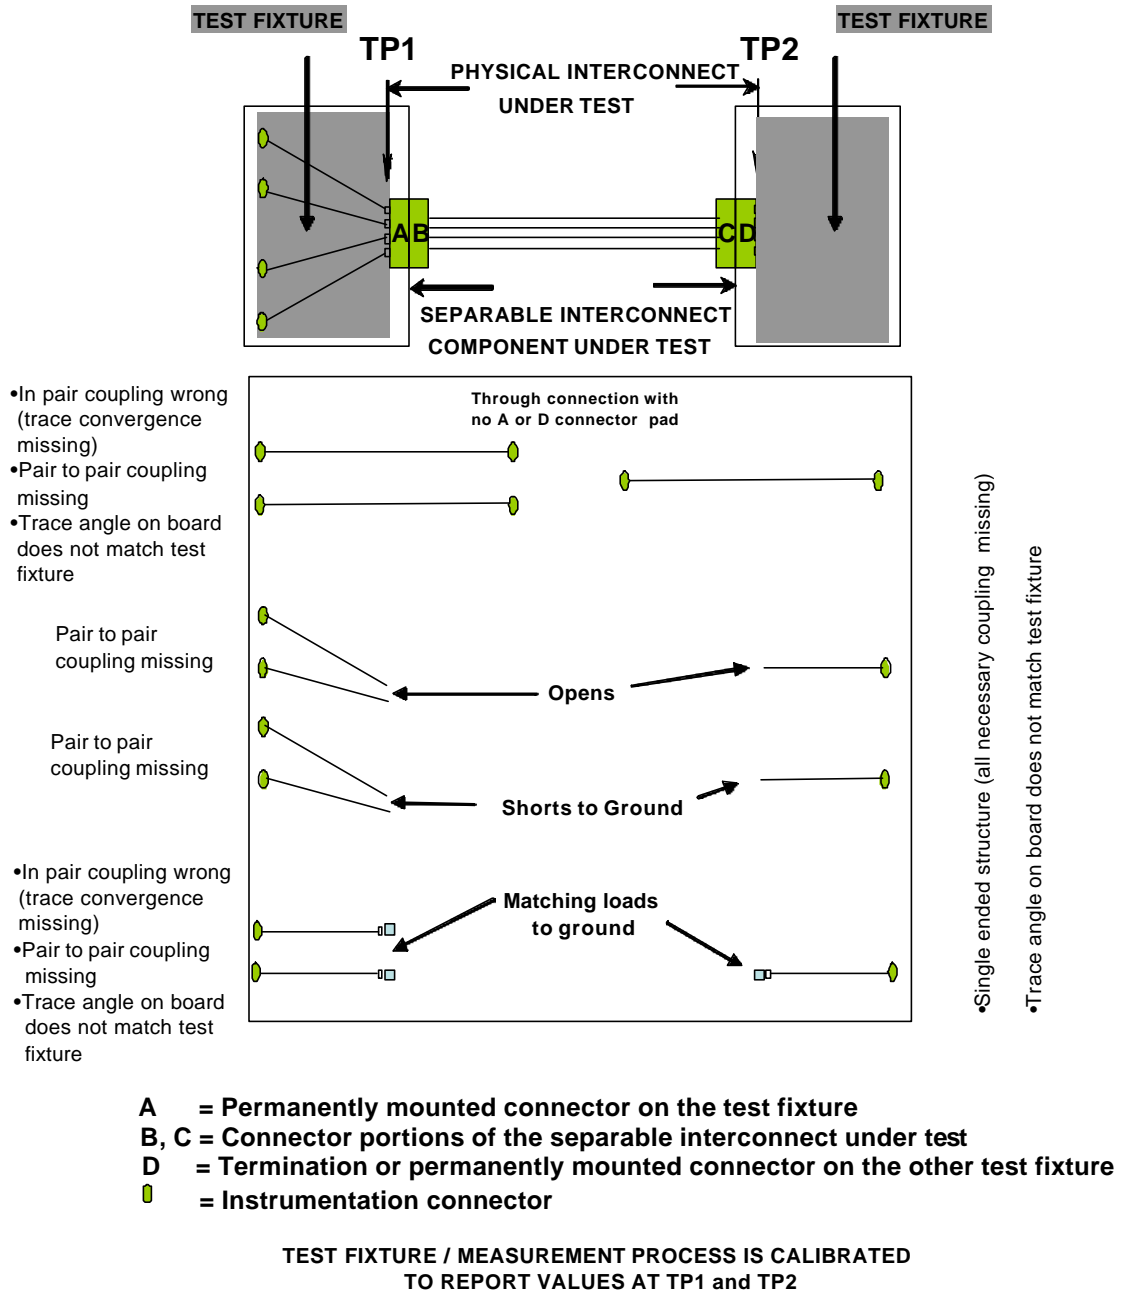 TEST FIXTURE
TEST FIXTURE
TP1
TP2
PHYSICAL INTERCONNECT
UNDER TEST
A B
C D
SEPARABLE INTERCONNECT
COMPONENT UNDER TEST
•In pair coupling wrong
(trace convergence
missing)
•Pair to pair coupling
missing
•Trace angle on board
does not match test
fixture
Through connection with
no A or D connector pad
Pair to pair
coupling missing
Opens
Pair to pair
coupling missing
Shorts to Ground
•In pair coupling wrong
(trace convergence
missing)
•Pair to pair coupling
missing
•Trace angle on board
does not match test
fixture
Matching loads
to ground
•Single ended structure (all necessary coupling missing)
•Trace angle on board does not match test fixture
A = Permanently mounted connector on the test fixture
B, C = Connector portions of the separable interconnect under test
D = Termination or permanently mounted connector on the other test fixture
= Instrumentation connector
TEST FIXTURE / MEASUREMENT PROCESS IS CALIBRATED
TO REPORT VALUES AT TP1 and TP2